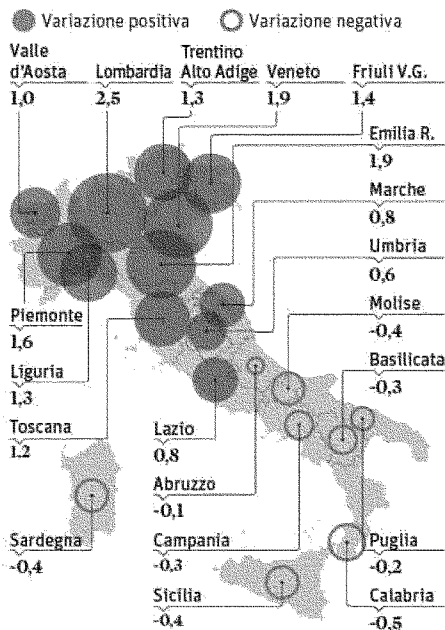 Variazione positiva
Variazione negativa
Valle
d'Aosta
1,0
Lombardia
2,5
Trentino
Alto Adige
1,3
Veneto
1,9
Friuli V.G.
1,4
Emilia R.
1,9
Marche
0,8
Umbria
0,6
Molise
-0,4
Basilicata
-0,3
Piemonte
1,6
Liguria
1,3
Toscana
1,2
Lazio
0,8
Abruzzo
-0,1
Sardegna
-0,4
Campania
-0,3
Puglia
-0,2
Sicilia
-0,4
Calabria
-0,5